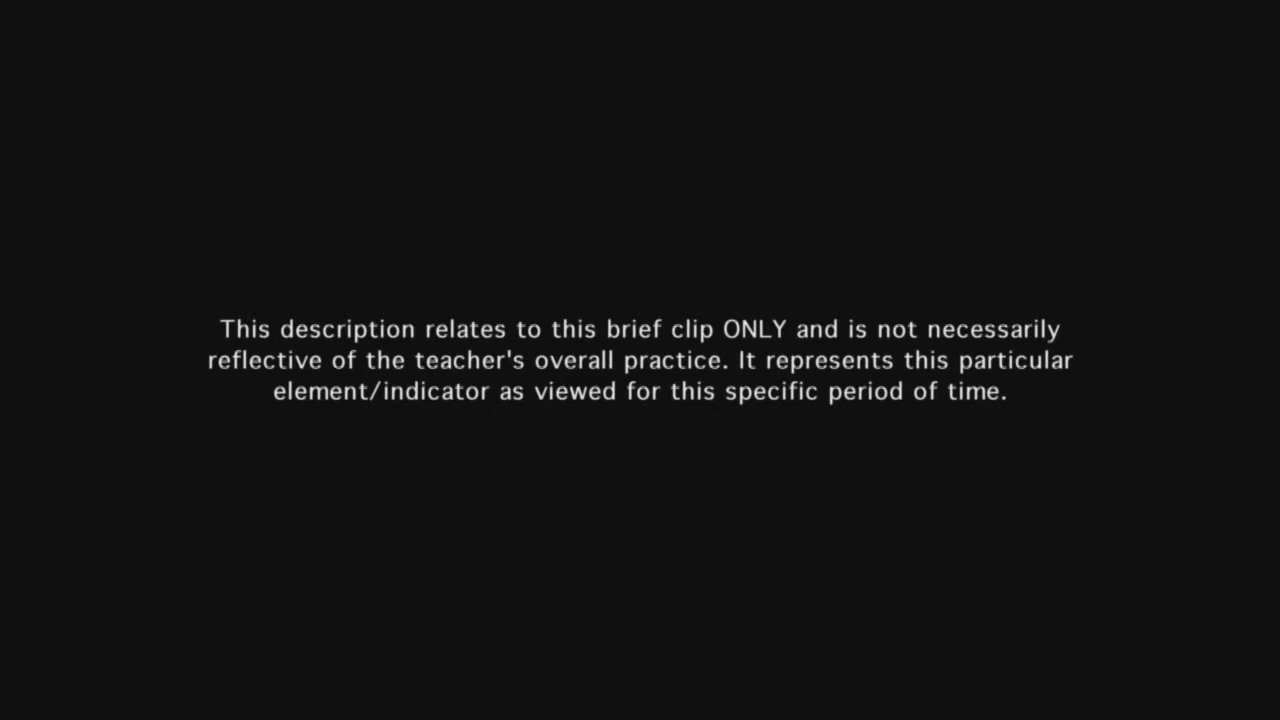 This description relates to this brief clip ONLY and is not necessarily
reflective of the teacher's overall practice. It represents this particular
element/indicator as viewed for this specific period of time.